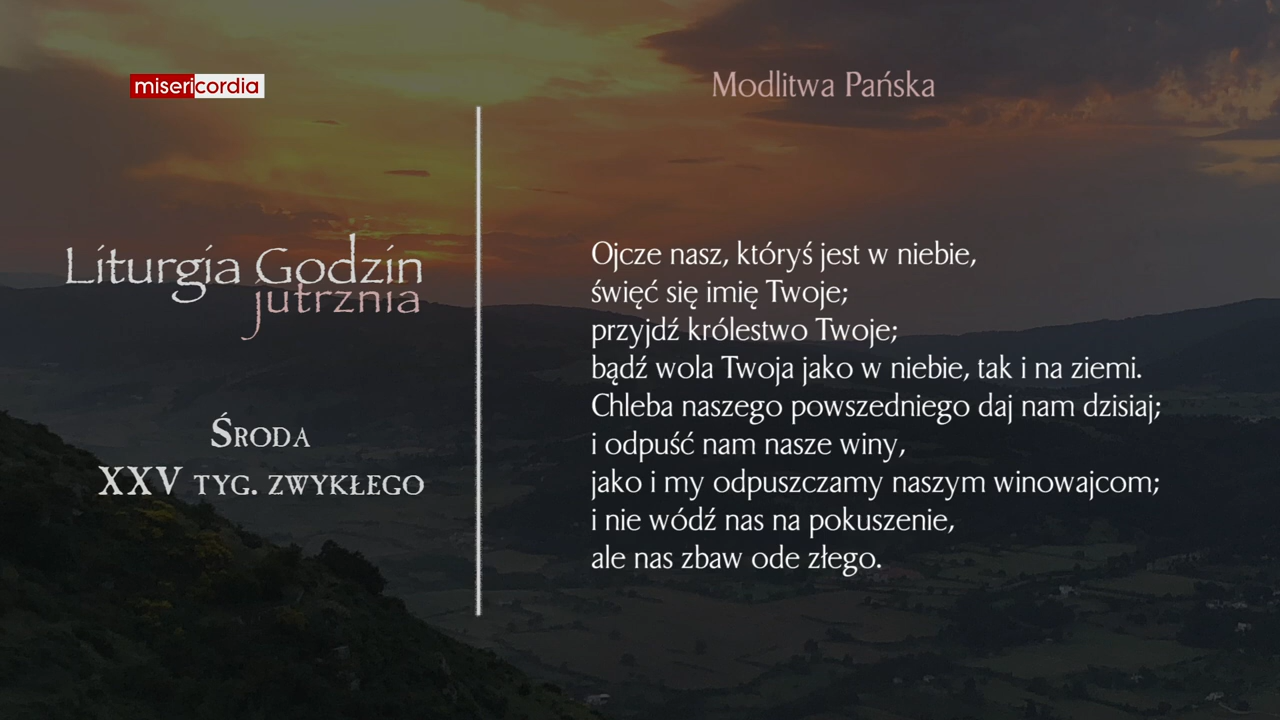 misericordia
Liturgia Godzin
jutrznia
Środa
XXV tyg. zwykłego
Modlitwa Pańska
Ojcze nasz, któryś jest w niebie,
święć się imię Twoje;
przyjdź królestwo Twoje;
bądź wola Twoja jako w niebie, tak i na ziemi.
Chleba naszego powszedniego daj nam dzisiaj;
i odpuść nam nasze winy,
jako i my odpuszczamy naszym winowajcom;
i nie wódź nas na pokuszenie,
ale nas zbaw ode złego.